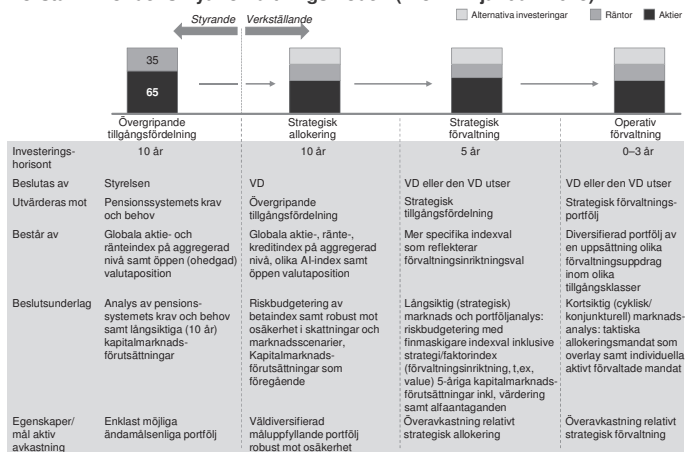 Styrande
Verkställande
Alternativa investeringar
Räntor
Aktier
35
65
Övergripande
tillgångsfördelning
Strategisk
allokering
Strategisk
förvaltning
Operativ
förvaltning
Investerings-
horisont
10 år
10 år
5 år
0–3 år
Beslutas av
Styrelsen
VD
VD eller den VD utser
VD eller den VD utser
Utvärderas mot
Pensionssystemets krav
och behov
Övergripande
tillgångsfördelning
Strategisk
tillgångsfördelning
Strategisk förvaltnings-
portfölj
Består av
Globala aktie- och
ränteindex på aggregerad
nivå samt öppen (ohedgad)
valutaposition
Globala aktie-, ränte-,
kreditindex på aggregerad
nivå, olika AI-index samt
öppen valutaposition
Mer specifika indexval
som reflekterar
förvaltningsinriktningsval
Diversifierad portfölj av
en uppsättning olika
förvaltningsuppdrag
inom olika
tillgångsklasser
Beslutsunderlag
Analys av pensions-
systemets krav och behov
samt långsiktiga (10 år)
kapitalmarknads-
förutsättningar
Riskbudgetering av
betaindex samt robust mot
osäkerhet i skattningar och
marknadsscenarier,
Kapitalmarknads-
förutsättningar som
föregående
Långsiktig (strategisk)
marknads och portföljanalys:
riskbudgetering med
finmaskigare indexval inklusive
strategi/faktorindex
(förvaltningsinriktning, t,ex,
value) 5-åriga kapitalmarknads-
förutsättningar inkl, värdering
samt alfaantaganden
Kortsiktig (cyklisk/
konjunkturell) marknads-
analys: taktiska
allokeringsmandat som
overlay samt individuella
aktivt förvaltade mandat
Egenskaper/
mål aktiv
avkastning
Enklast möjliga
ändamålsenliga portfölj
Väldiversifierad
måluppfyllande portfölj
robust mot osäkerhet
Överavkastning relativt
strategisk allokering
Överavkastning relativt
strategisk förvaltning